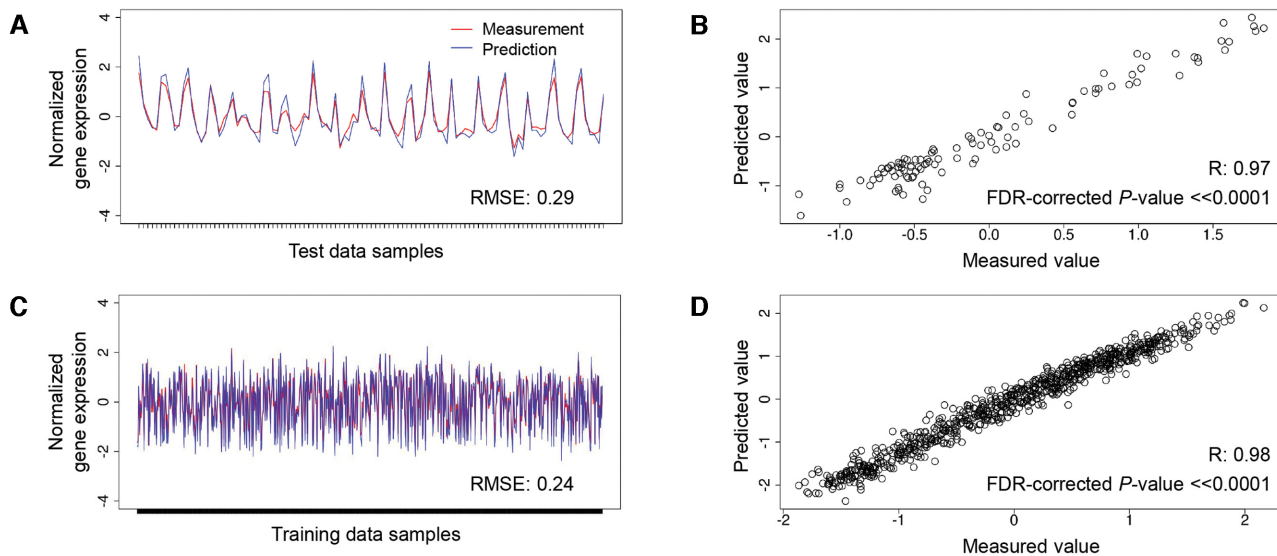 A
Normalized
gene expression
4
2
0
-2
-4
Measurement
Prediction
RMSE: 0.29
Test data samples
B
Predicted value
2
1
0
-1
R: 0.97
FDR-corrected P-value <<0.0001
-1.0 -0.5 0.0 0.5 1.0 1.5
Measured value
C
Normalized
gene expression
4
2
0
-2
-4
RMSE: 0.24
Training data samples
D
Predicted value
2
1
0
-1
-2
R: 0.98
FDR-corrected P-value <<0.0001
-2 -1 0 1 2
Measured value